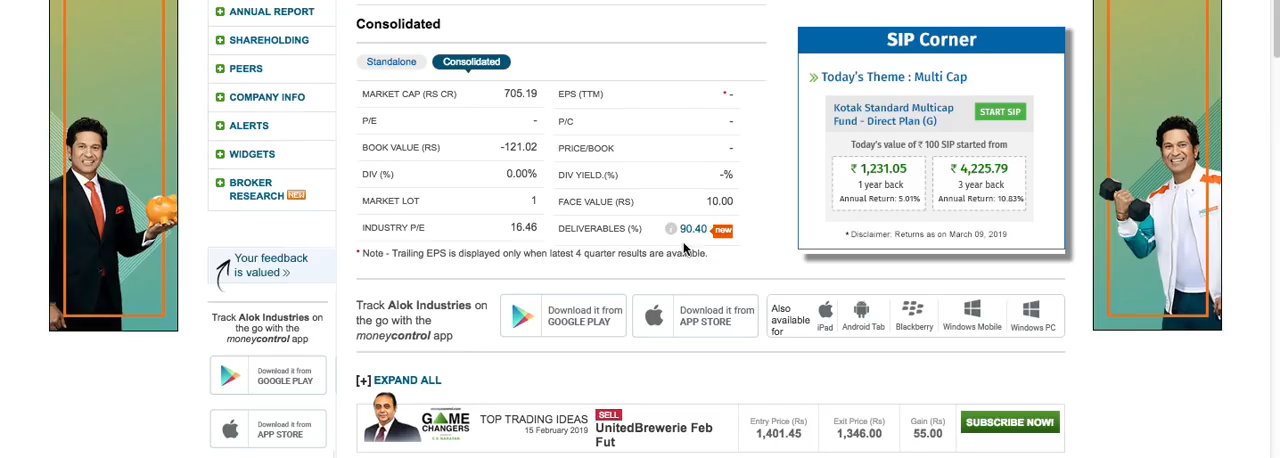 ANNUAL REPORT
SHAREHOLDING
PEERS
COMPANY INFO
ALERTS
WIDGETS
BROKER
RESEARCH NEW
Your feedback
is valued »
Track Alok Industries on
the go with the
moneycontrol app
Download it from
GOOGLE PLAY
Download it from
APP STORE
Consolidated
Standalone Consolidated
MARKET CAP (RS CR) 705.19 EPS (TTM) * -
P/E - P/C -
BOOK VALUE (RS) -121.02 PRICE/BOOK -
DIV (%) 0.00% DIV YIELD.(%) -%
MARKET LOT 1 FACE VALUE (RS) 10.00
INDUSTRY P/E 16.46 DELIVERABLES (%) i 90.40 new
* Note - Trailing EPS is displayed only when latest 4 quarter results are available.
SIP Corner
» Today's Theme : Multi Cap
Kotak Standard Multicap
Fund - Direct Plan (G)
START SIP
Today's value of ₹ 100 SIP started from
₹ 1,231.05 ₹ 4,225.79
1 year back 3 year back
Annual Return: 5.01% Annual Return: 10.83%
* Disclaimer: Returns as on March 09, 2019
Track Alok Industries on
the go with the
moneycontrol app
Download it from
GOOGLE PLAY
Download it from
APP STORE
Also
available
for
iPad Android Tab Blackberry Windows Mobile Windows PC
[+] EXPAND ALL
GAME
CHANGERS
TOP TRADING IDEAS
15 February 2019
SELL
UnitedBrewerie Feb
Fut
Entry Price (Rs) Exit Price (Rs) Gain (Rs)
1,401.45 1,346.00 55.00
SUBSCRIBE NOW!